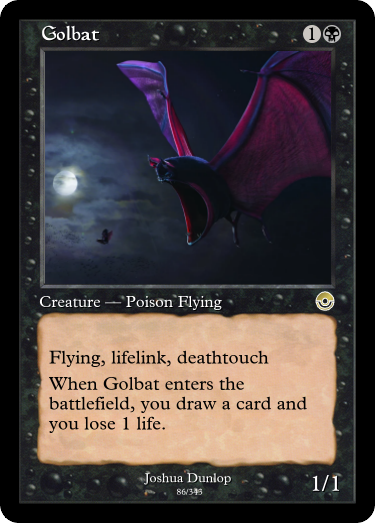 Golbat 1
Creature — Poison Flying
Flying, lifelink, deathtouch
When Golbat enters the
battlefield, you draw a card and
you lose 1 life.
Joshua Dunlop
86/343
1/1